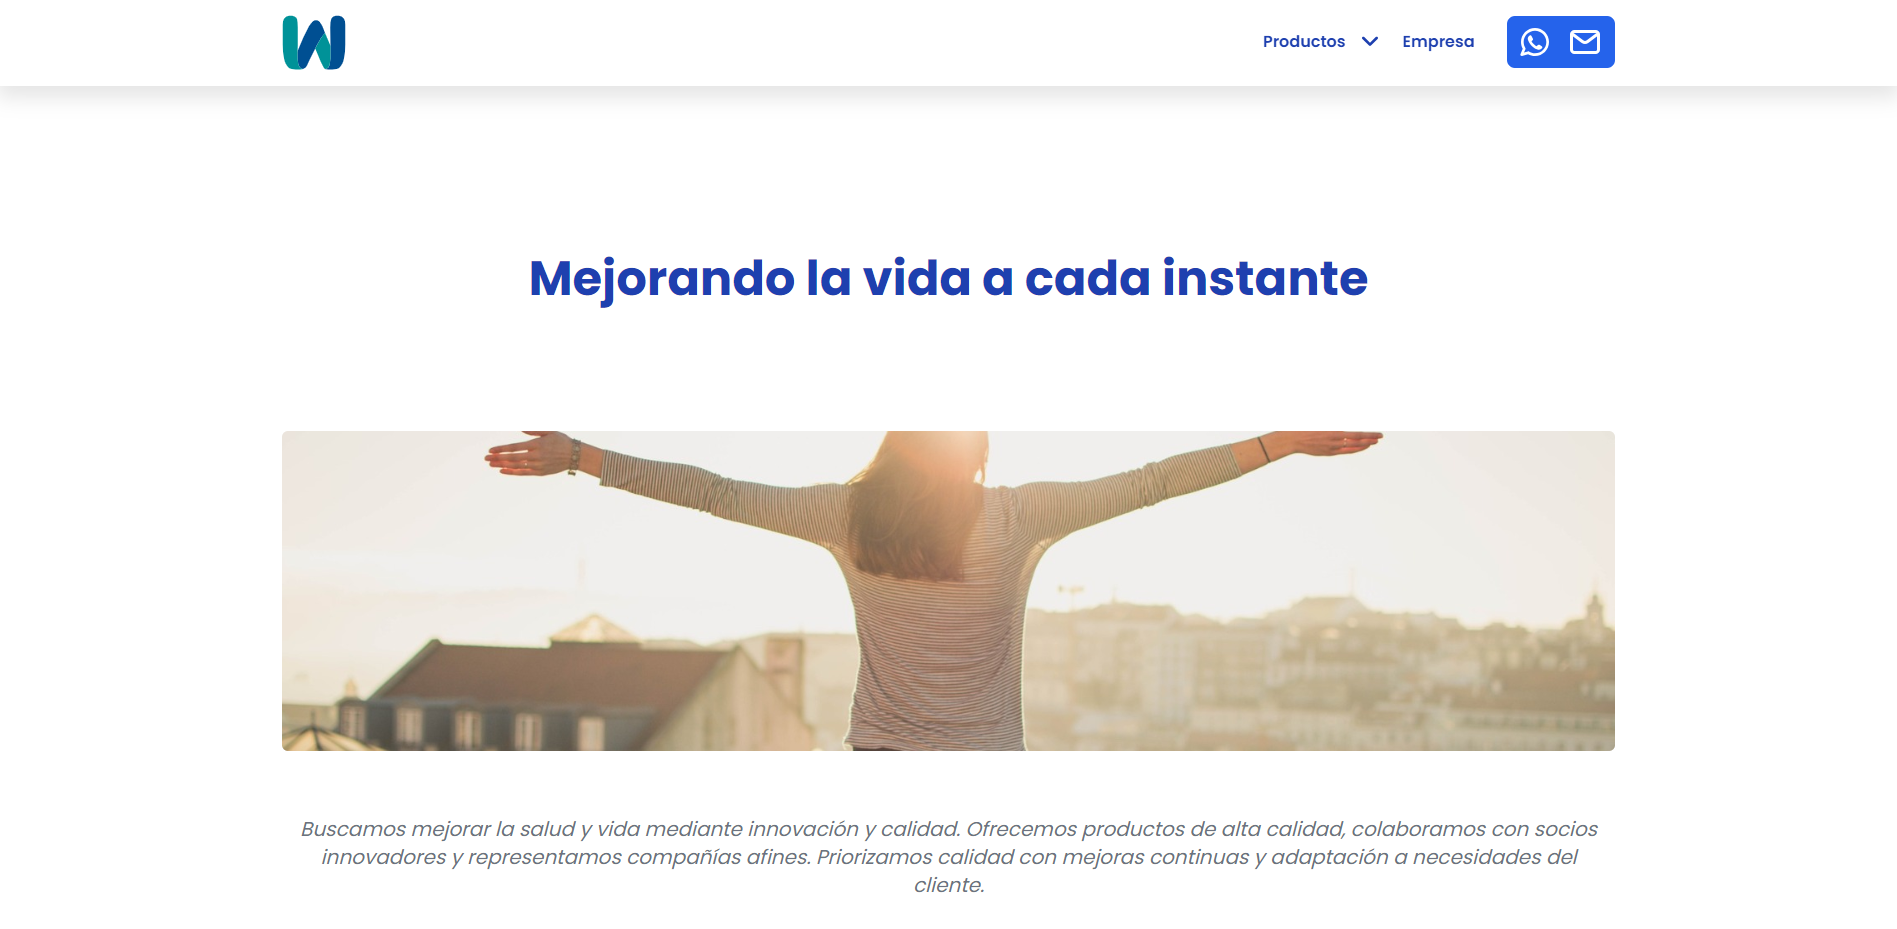 Productos
Empresa
Mejorando la vida a cada instante
Buscamos mejorar la salud y vida mediante innovación y calidad. Ofrecemos productos de alta calidad, colaboramos con socios
innovadores y representamos compañías afines. Priorizamos calidad con mejoras continuas y adaptación a necesidades del
cliente.